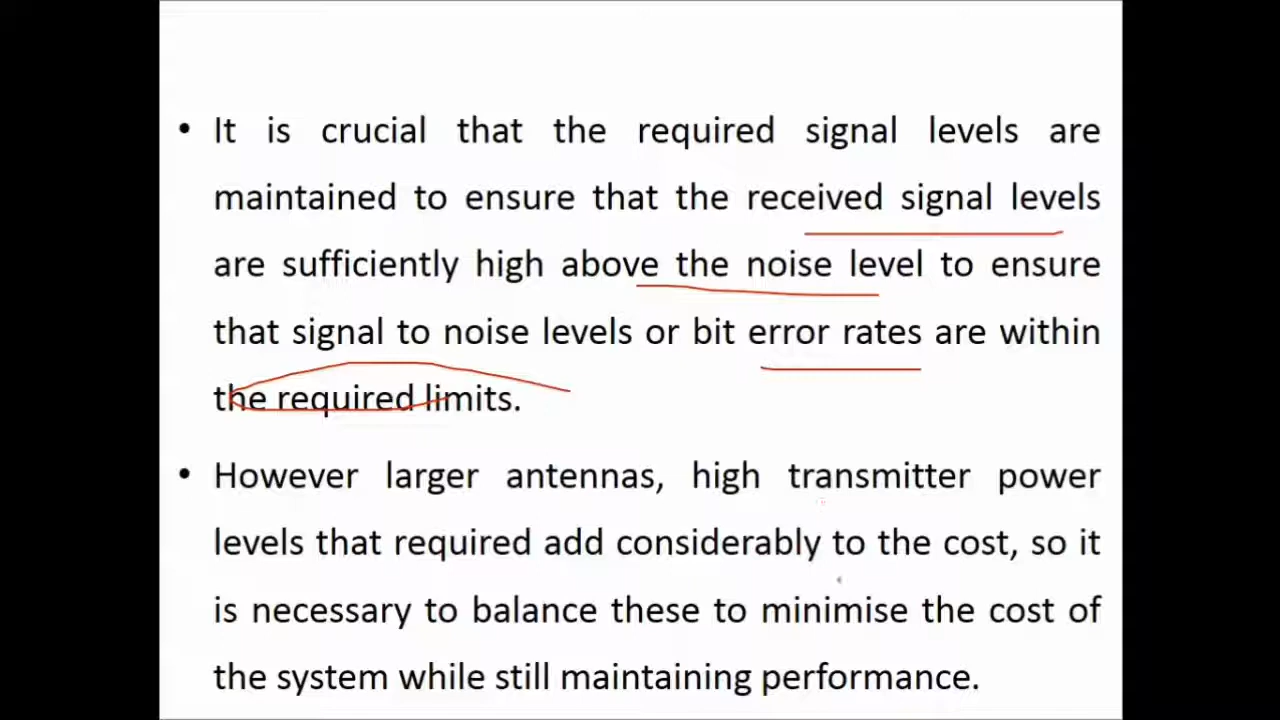 • It is crucial that the required signal levels are
maintained to ensure that the received signal levels
are sufficiently high above the noise level to ensure
that signal to noise levels or bit error rates are within
the required limits.
• However larger antennas, high transmitter power
levels that required add considerably to the cost, so it
is necessary to balance these to minimise the cost of
the system while still maintaining performance.